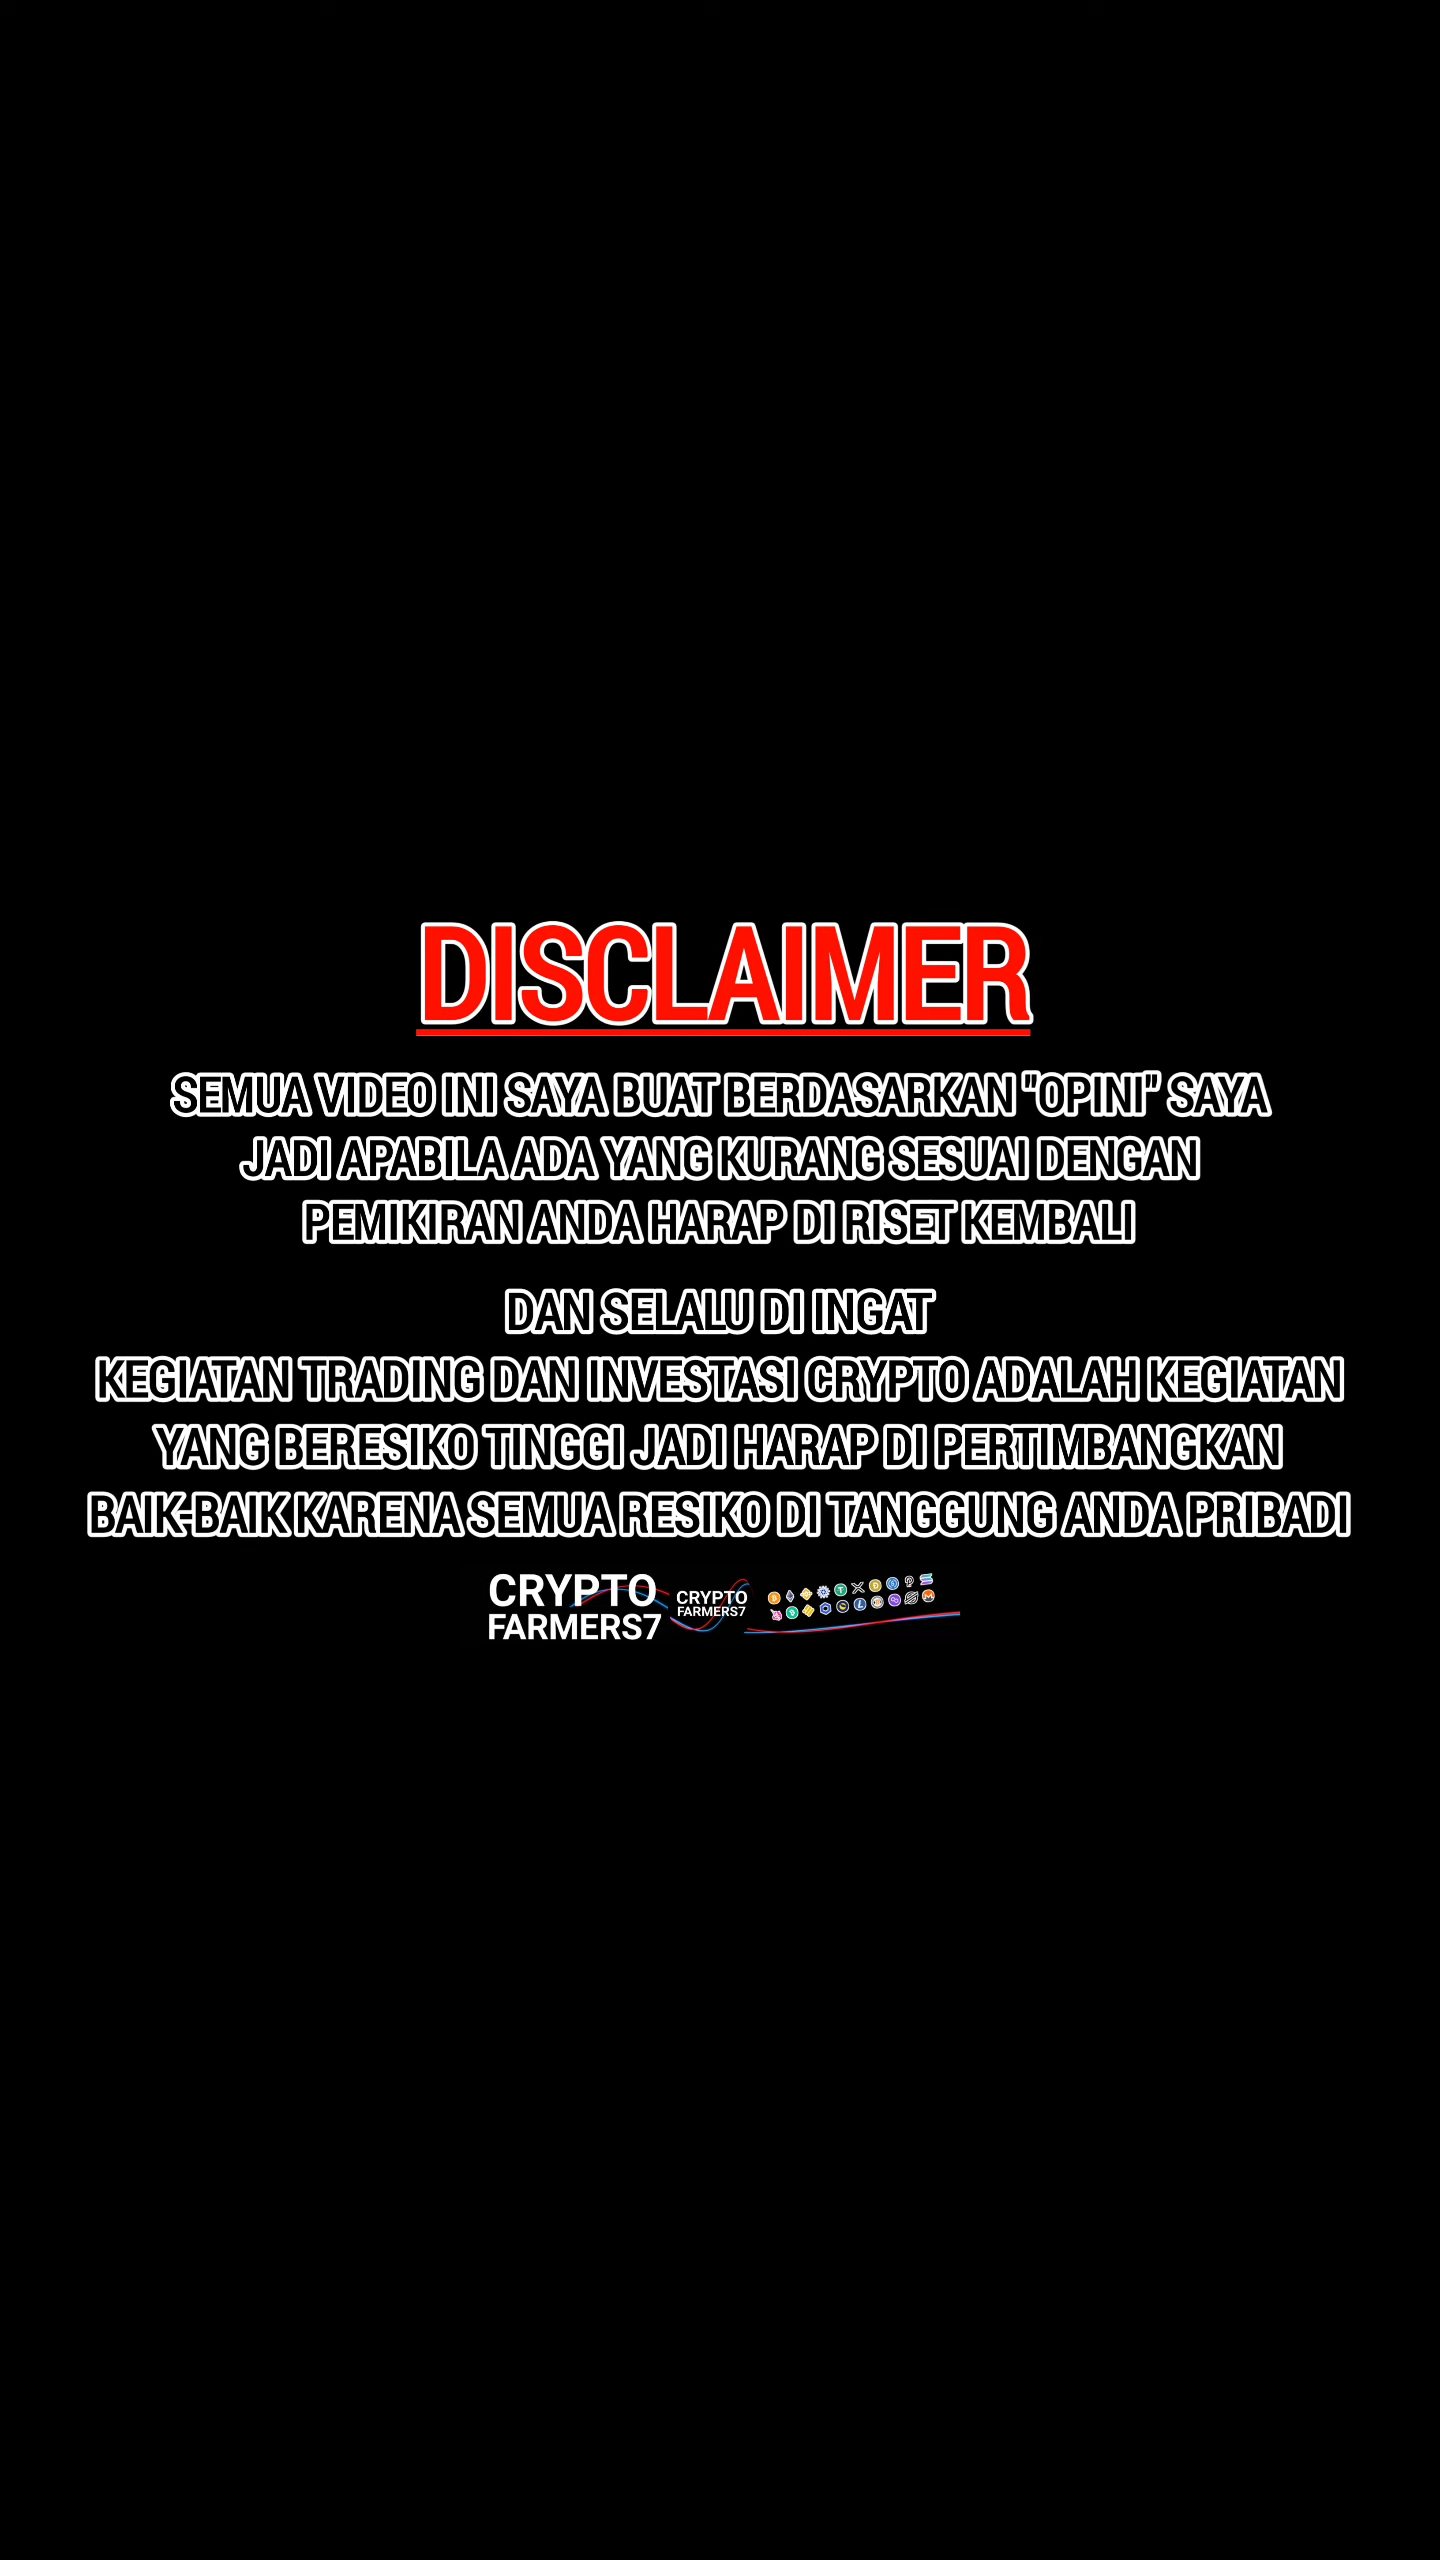 DISCLAIMER
SEMUA VIDEO INI SAYA BUAT BERDASARKAN "OPINI" SAYA
JADI APABILA ADA YANG KURANG SESUAI DENGAN
PEMIKIRAN ANDA HARAP DI RISET KEMBALI
DAN SELALU DI INGAT
KEGIATAN TRADING DAN INVESTASI CRYPTO ADALAH KEGIATAN
YANG BERESIKO TINGGI JADI HARAP DI PERTIMBANGKAN
BAIK-BAIK KARENA SEMUA RESIKO DI TANGGUNG ANDA PRIBADI
CRYPTO
FARMERS7
CRYPTO
FARMERS7